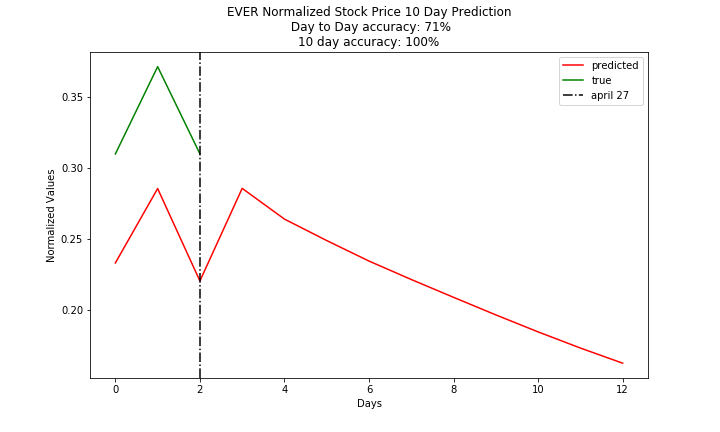 EVER Normalized Stock Price 10 Day Prediction
Day to Day accuracy: 71%
10 day accuracy: 100%
predicted
true
april 27
Normalized Values
0.35
0.30
0.25
0.20
0 2 4 6 8 10 12
Days